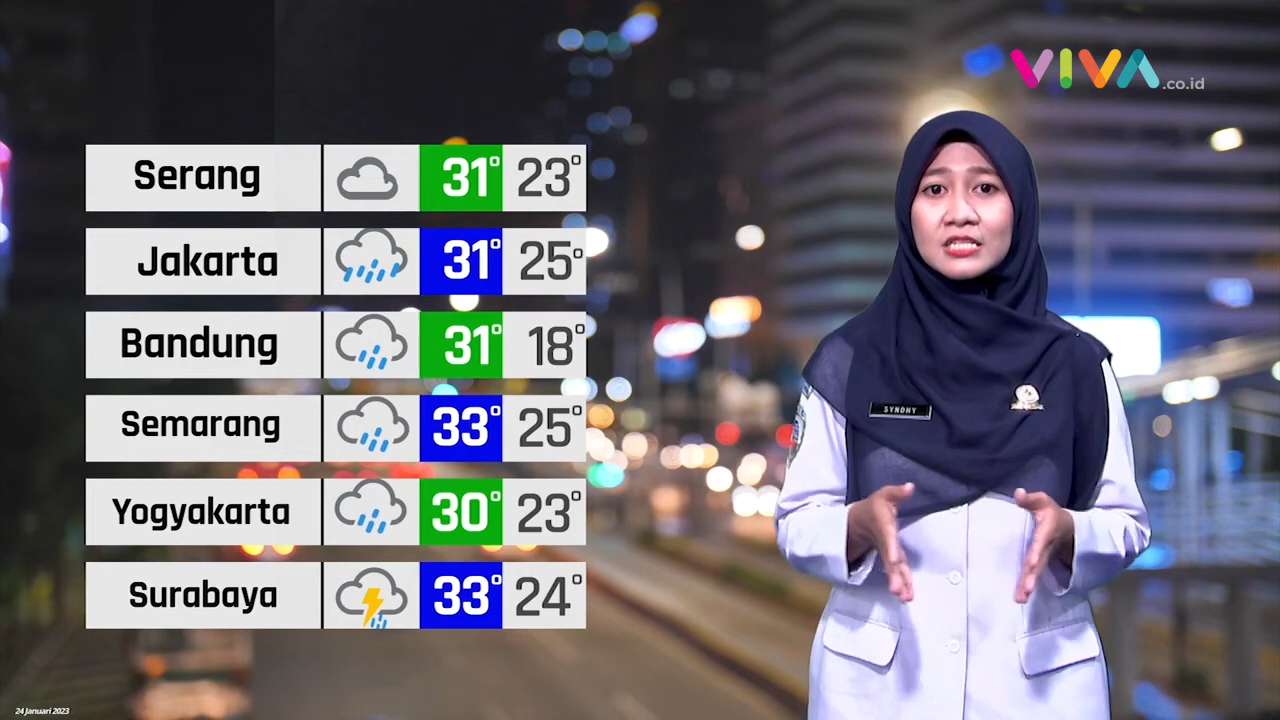 VIVA.co.id
Serang 31° 23°
Jakarta 31° 25°
Bandung 31° 18°
Semarang 33° 25°
Yogyakarta 30° 23°
Surabaya 33° 24°
SYNDHY
24 Januari 2023